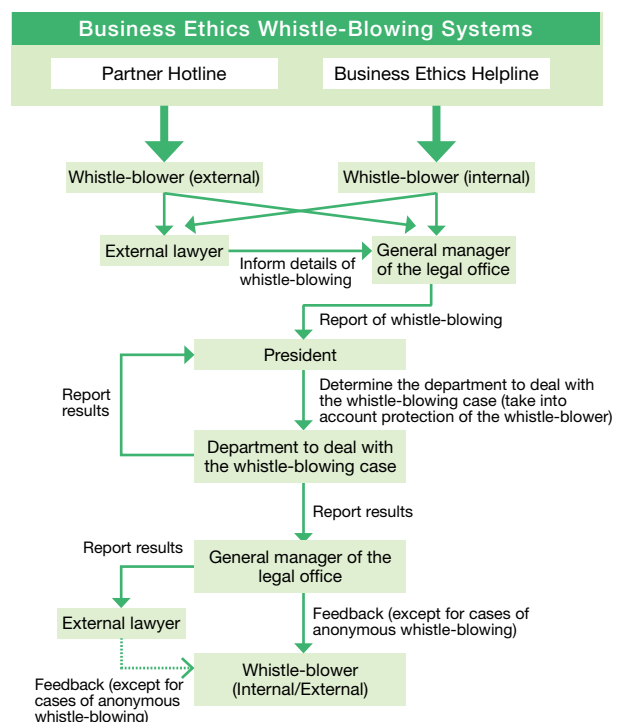 Business Ethics Whistle-Blowing Systems
Partner Hotline
Business Ethics Helpline
Whistle-blower (external)
Whistle-blower (internal)
External lawyer
Inform details of
whistle-blowing
General manager
of the legal office
Report of whistle-blowing
President
Report
results
Determine the department to deal with
the whistle-blowing case (take into
account protection of the whistle-blower)
Department to deal with
the whistle-blowing case
Report results
Report results
General manager of the
legal office
External lawyer
Feedback (except for cases of
anonymous whistle-blowing)
Feedback (except for
cases of anonymous
whistle-blowing)
Whistle-blower
(Internal/External)